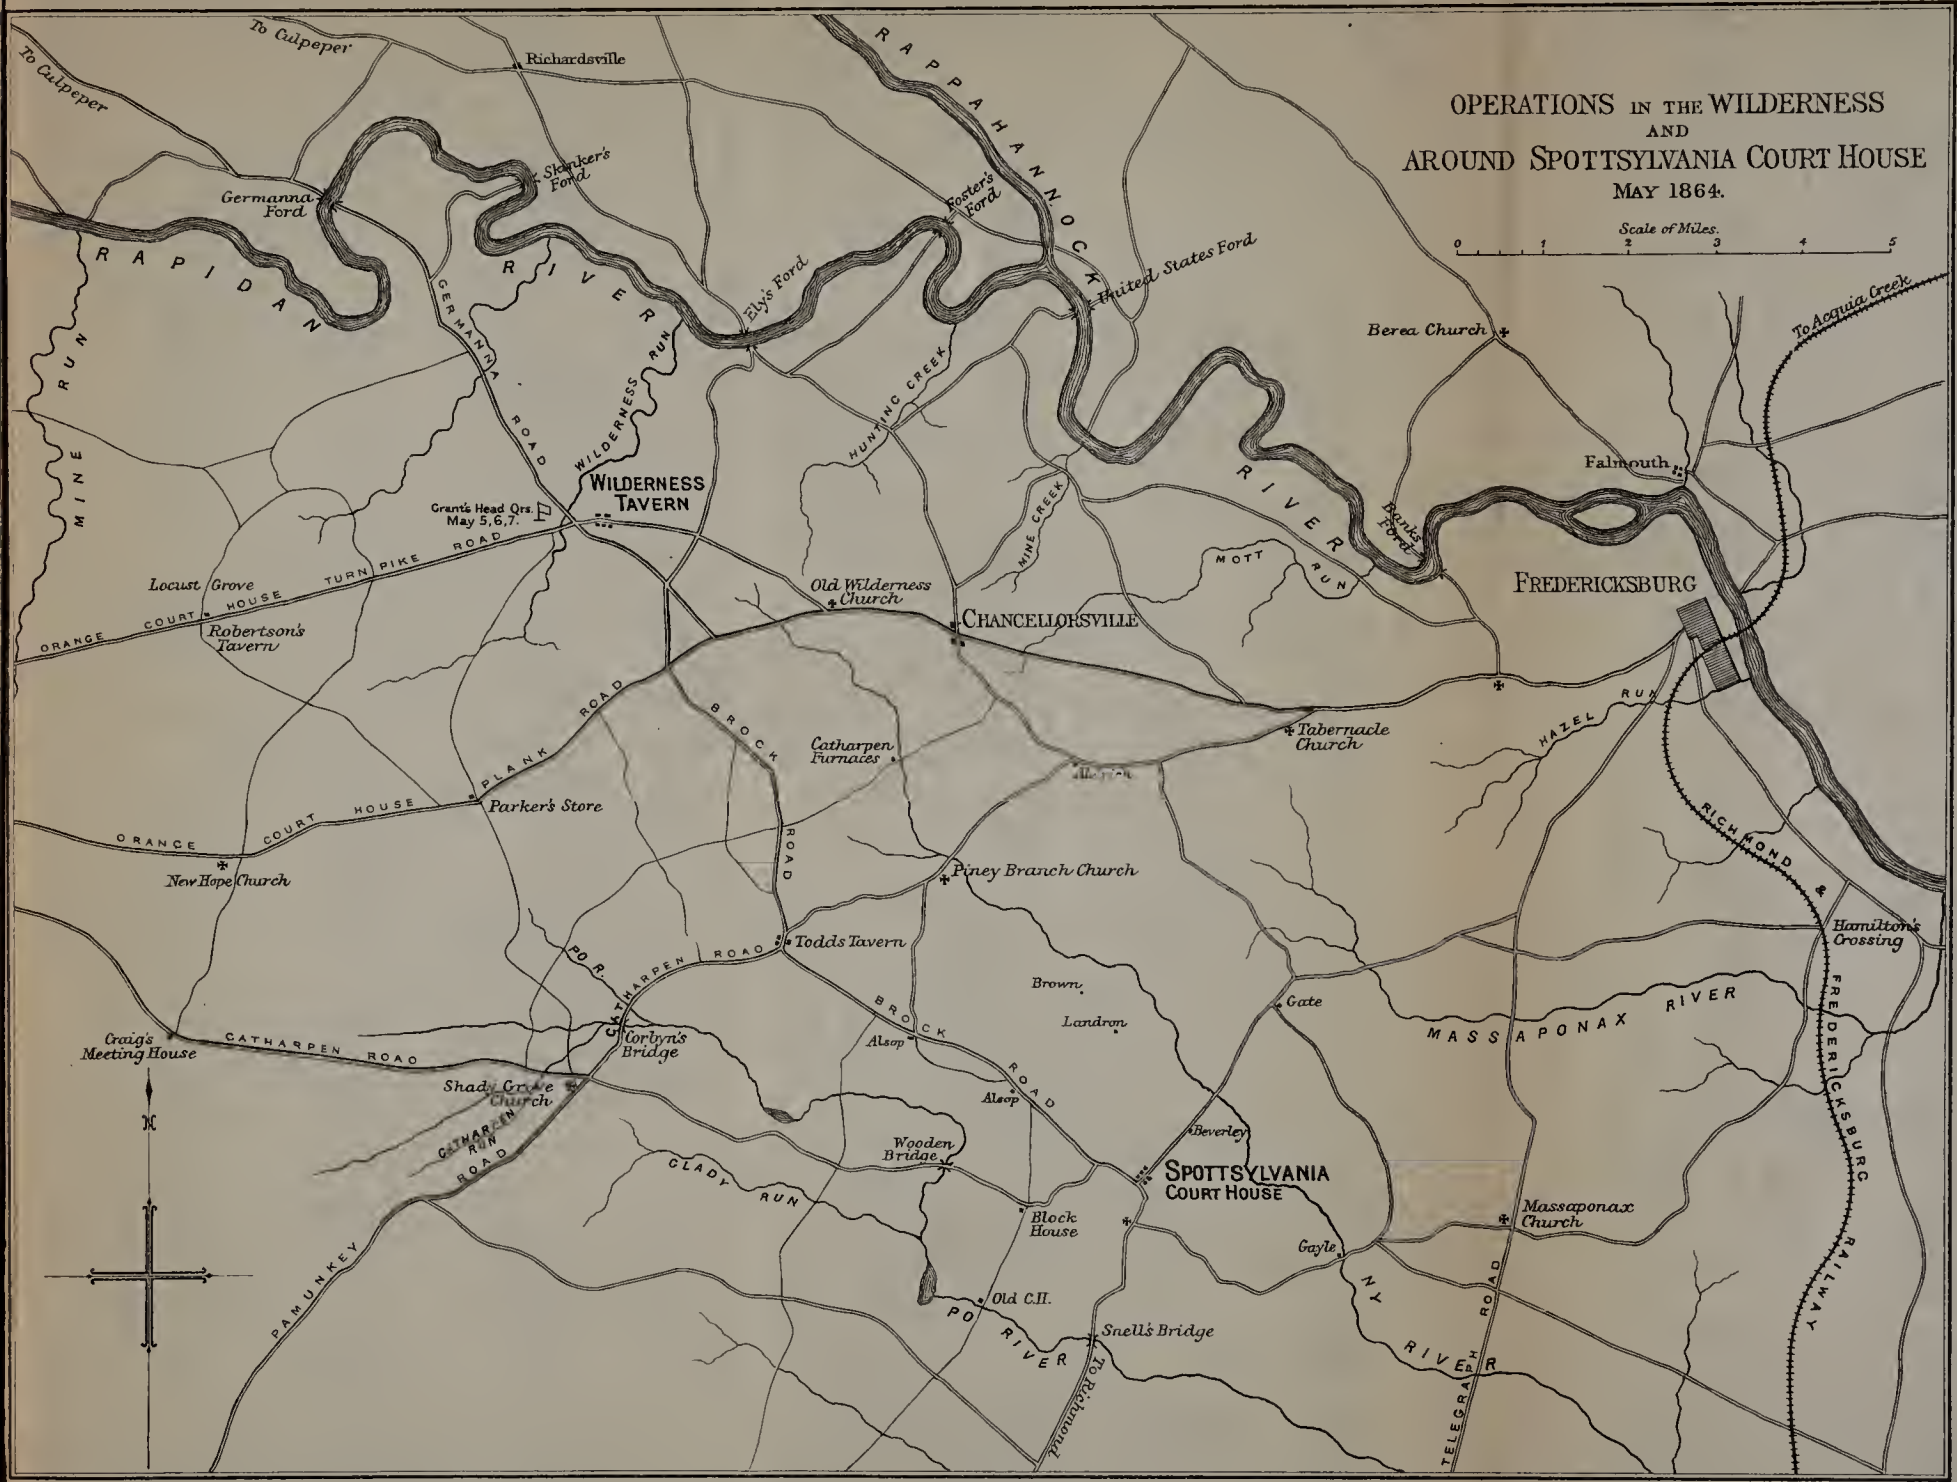 OPERATIONS IN THE WILDERNESS
AND
AROUND SPOTTSYLVANIA COURT HOUSE
MAY 1864.
Scale of Miles.
0 1 2 3 4 5
To Culpeper
To Culpeper
Richardsville
RAPPAHANNOCK
RIVER
Skinker's
Ford
Germanna
Ford
Foster's
Ford
RAPIDAN
RIVER
Ely's Ford
United States Ford
To Acquia Creek
Berea Church
MINE RUN
GERMANNA
ROAD
WILDERNESS RUN
HUNTING CREEK
Falmouth
WILDERNESS
TAVERN
Grant's Head Qrs.
May 5,6,7.
MINE CREEK
Banks
Ford
MOTT
RUN
FREDERICKSBURG
Locust Grove
ORANGE COURT HOUSE TURN PIKE ROAD
Robertson's
Tavern
Old Wilderness
Church
CHANCELLORSVILLE
HAZEL RUN
Tabernacle
Church
BROCK
ROAD
Catharpen
Furnaces
ORANGE COURT HOUSE PLANK ROAD
Parker's Store
New Hope Church
Piney Branch Church
RICHMOND & FREDERICKSBURG RAILWAY
Hamilton's
Crossing
Todds Tavern
PO R.
CATHARPEN ROAD
Brown
Gate
Landron
MASSAPONAX RIVER
BROCK
ROAD
Alsop
Craig's
Meeting House
CATHARPEN ROAD
Corbyn's
Bridge
Shady Grove
Church
Alsop
CATHARPEN
RUN
N
Beverley
Wooden
Bridge
GLADY RUN
SPOTTSYLVANIA
COURT HOUSE
PAMUNKEY
ROAD
Block
House
Massaponax
Church
Gayle
NY
RIVER
Old C.H.
PO
RIVER
Snell's Bridge
To Richmond
TELEGRAPH ROAD